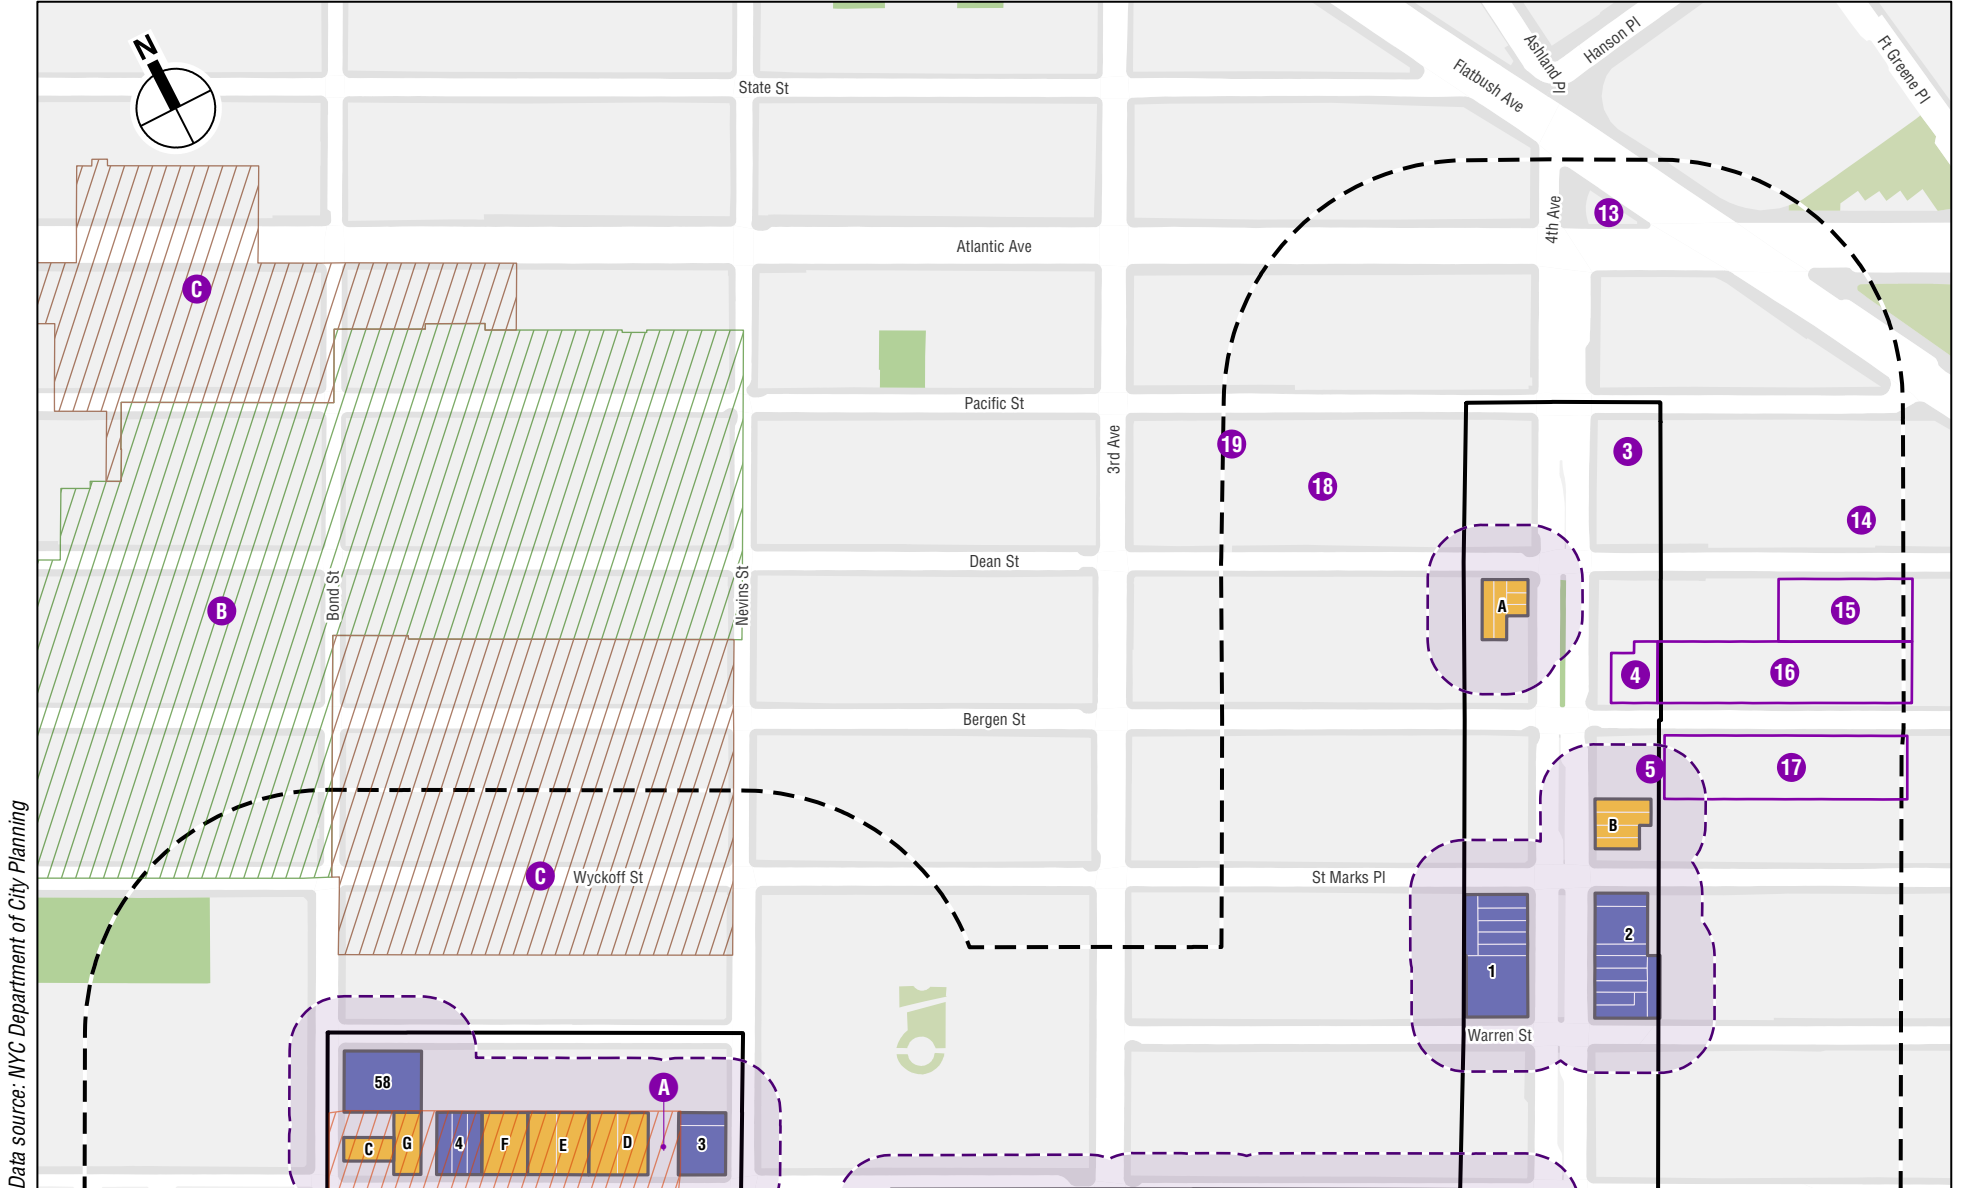 N
Ashland Pl
Hanson Pl
Ft Greene Pl
Flatbush Ave
State St
4th Ave
13
Atlantic Ave
C
Pacific St
3rd Ave
19
3
18
14
Dean St
Bond St
Nevins St
B
A
15
4
16
Bergen St
5
17
B
C
Wyckoff St
St Marks Pl
2
1
Warren St
58
A
C
G
4
F
E
D
3
Data source: NYC Department of City Planning